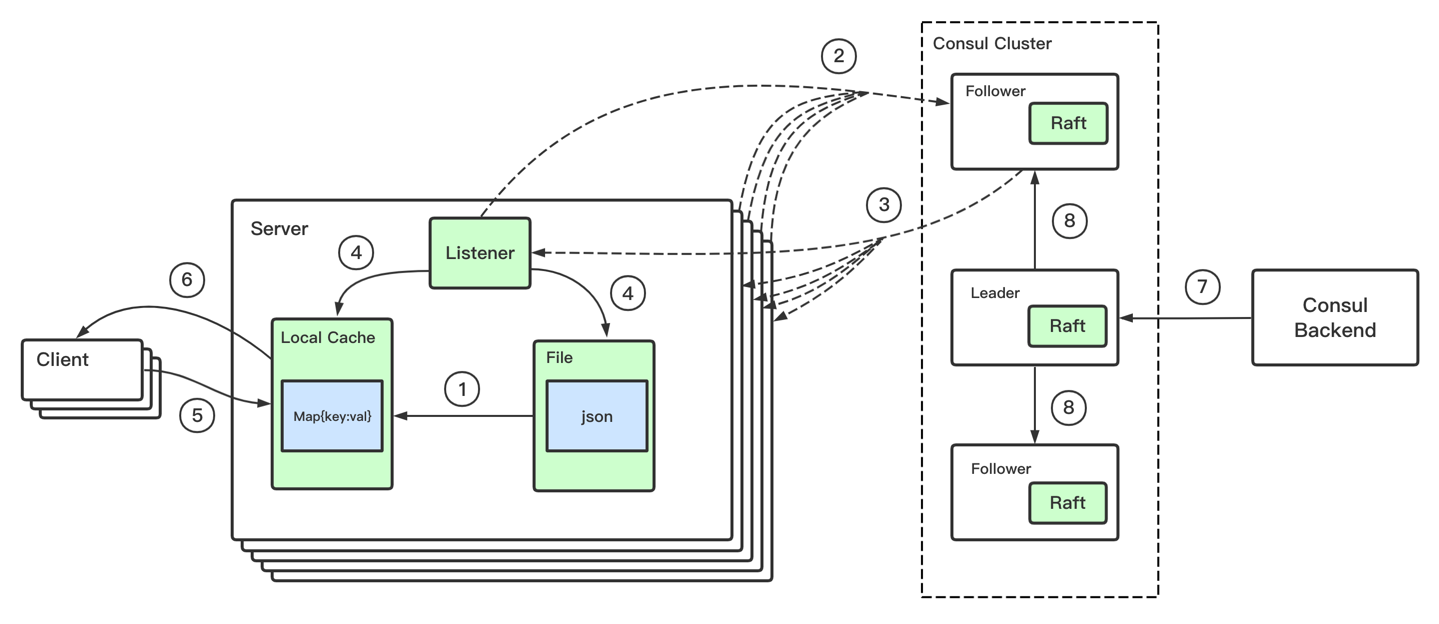 2
Consul Cluster
Follower
Raft
3
8
Server
Listener
4
4
6
Leader
Raft
7
Consul
Backend
Client
Local Cache
Map{key:val}
1
File
json
5
8
Follower
Raft